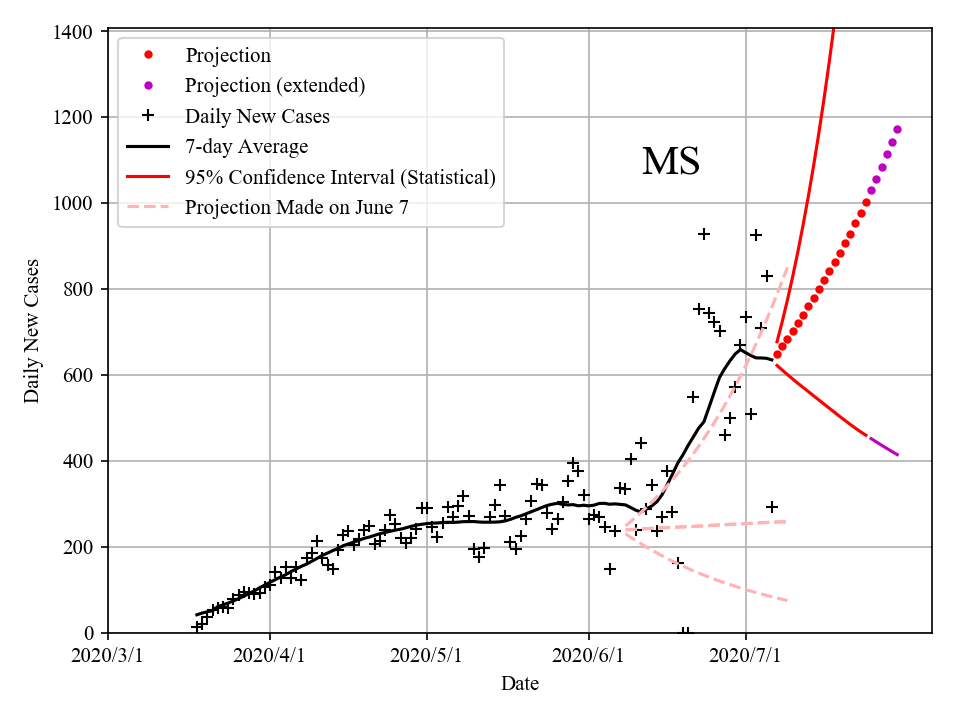 1400
1200
1000
800
600
400
200
0
Daily New Cases
Projection
Projection (extended)
Daily New Cases
7-day Average
95% Confidence Interval (Statistical)
Projection Made on June 7
MS
2020/3/1 2020/4/1 2020/5/1 2020/6/1 2020/7/1
Date